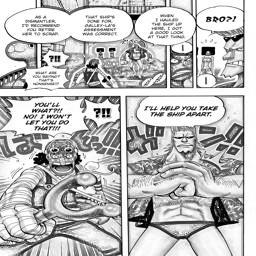 BRO?!
WHEN
I HAULED
THE SHIP UP
HERE, I GOT
A GOOD LOOK
AT THAT THING.
THAT SHIP'S
DONE FOR.
GALLEY-LA'S
ASSESSMENT
WAS CORRECT.
AS A
DISMANTLER,
I'D
RECOMMEND
YOU RETIRE
HER TO SCRAP.
?!!
WHAT ARE
YOU SAYING?
THAT'S
NONSENSE!!
I'LL HELP YOU TAKE
THE SHIP APART.
?!!
YOU'LL
WHAT?!!
NO! I WON'T
LET YOU DO
THAT!!!